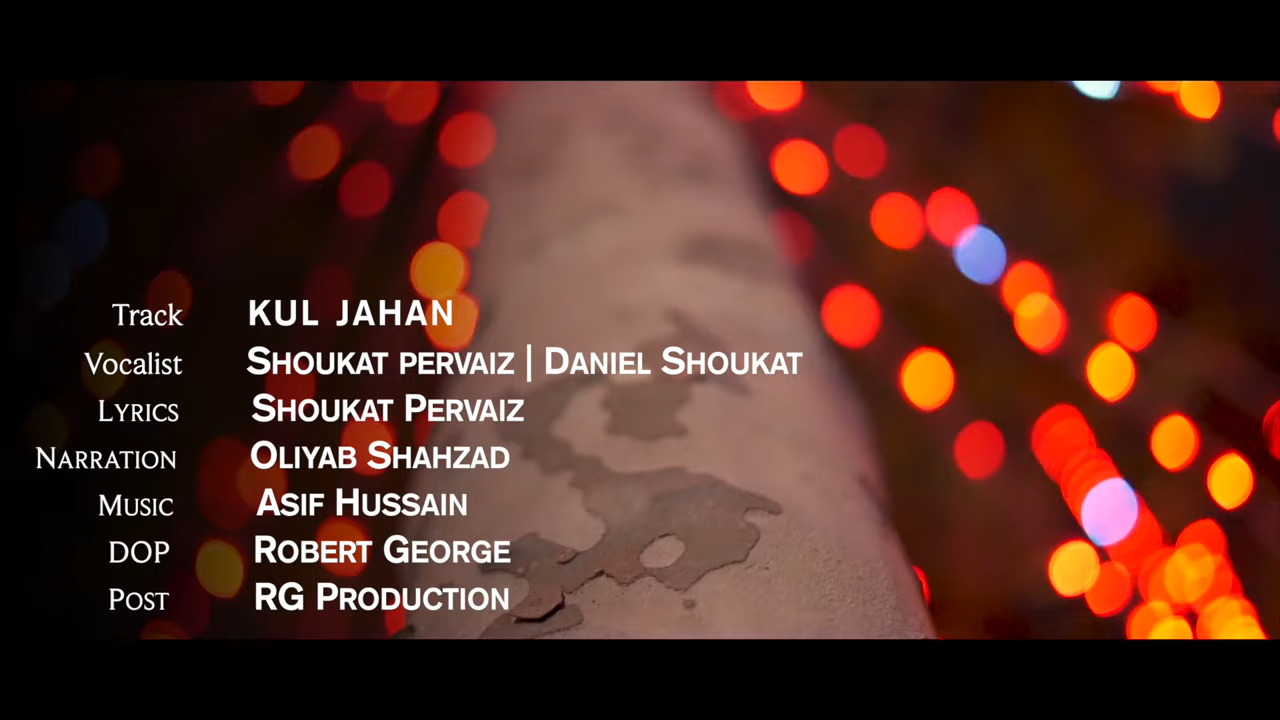 Track KUL JAHAN
Vocalist SHOUKAT PERVAIZ | DANIEL SHOUKAT
LYRICS SHOUKAT PERVAIZ
NARRATION OLIYAB SHAHZAD
MUSIC ASIF HUSSAIN
DOP ROBERT GEORGE
POST RG PRODUCTION